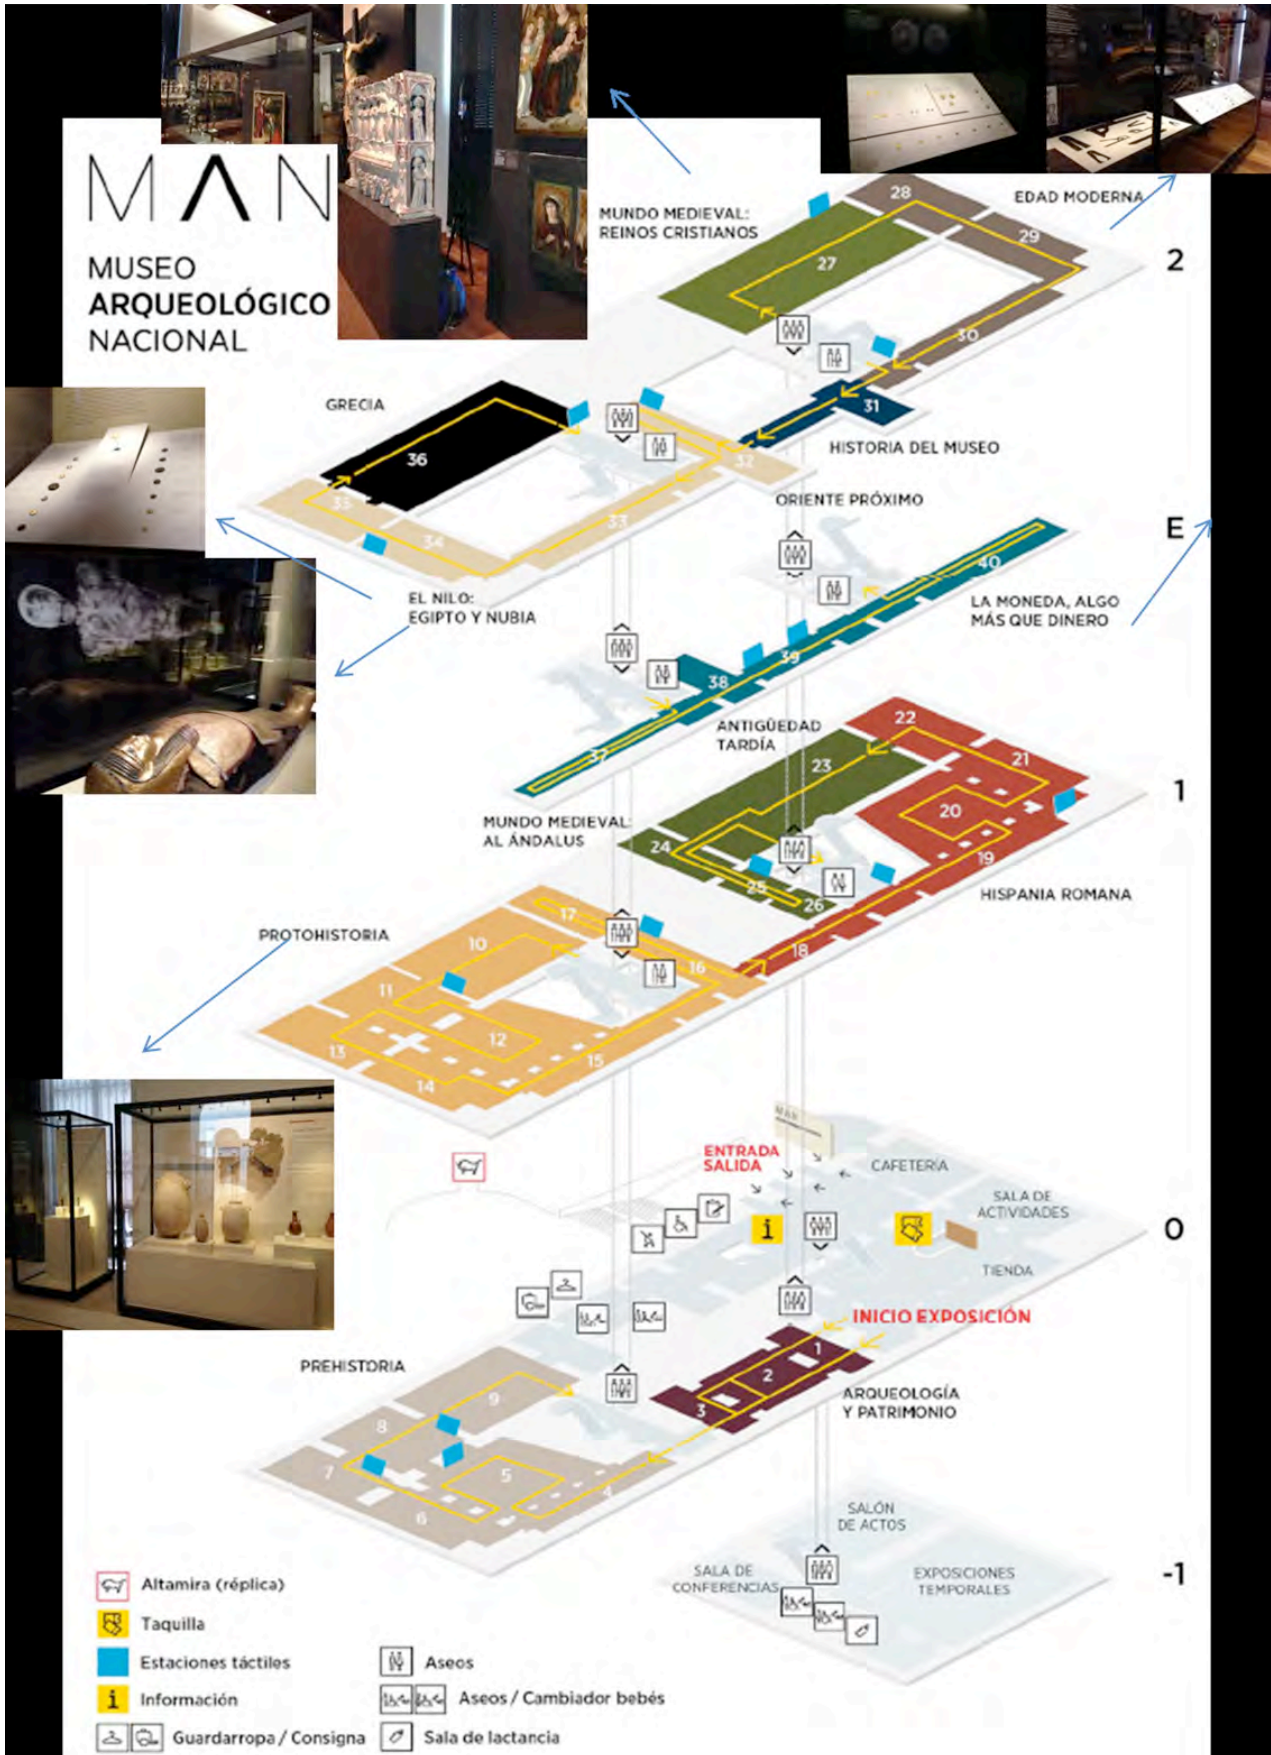 MAN
MUSEO
ARQUEOLÓGICO
NACIONAL
MUNDO MEDIEVAL:
REINOS CRISTIANOS
EDAD MODERNA
28
29
27
2
30
GRECIA
31
HISTORIA DEL MUSEO
36
32
ORIENTE PRÓXIMO
35
33
34
E
40
EL NILO:
EGIPTO Y NUBIA
LA MONEDA, ALGO
MÁS QUE DINERO
39
38
37
ANTIGÜEDAD
TARDÍA
22
23
21
1
20
MUNDO MEDIEVAL:
AL ÁNDALUS
24
19
25
26
HISPANIA ROMANA
PROTOHISTORIA
17
10
18
16
11
12
13
15
14
MAN
ENTRADA
SALIDA
CAFETERÍA
SALA DE
ACTIVIDADES
0
i
TIENDA
INICIO EXPOSICIÓN
PREHISTORIA
1
2
3
ARQUEOLOGÍA
Y PATRIMONIO
9
8
7
5
4
6
SALÓN
DE ACTOS
SALA DE
CONFERENCIAS
EXPOSICIONES
TEMPORALES
-1
Altamira (réplica)
Taquilla
Estaciones táctiles
Aseos
i Información
Aseos / Cambiador bebés
Guardarropa / Consigna
Sala de lactancia